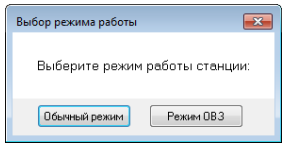 Выбор режима работы
Выберите режим работы станции:
Обычный режим
Режим ОВЗ